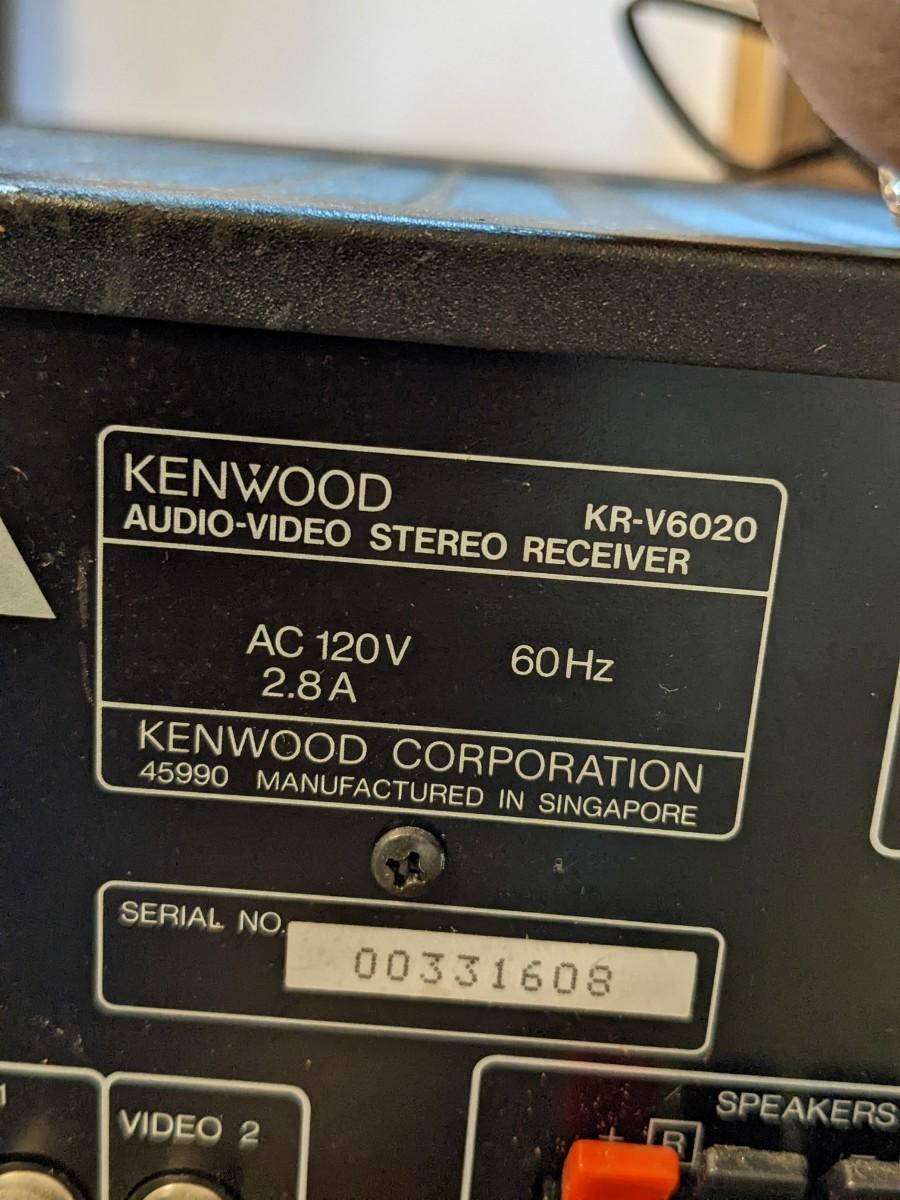 KENWOOD
KR-V6020
AUDIO-VIDEO STEREO RECEIVER
AC 120V 60Hz
2.8A
KENWOOD CORPORATION
45990 MANUFACTURED IN SINGAPORE
SERIAL NO.
00331608
1
VIDEO 2
SPEAKERS
+ R −